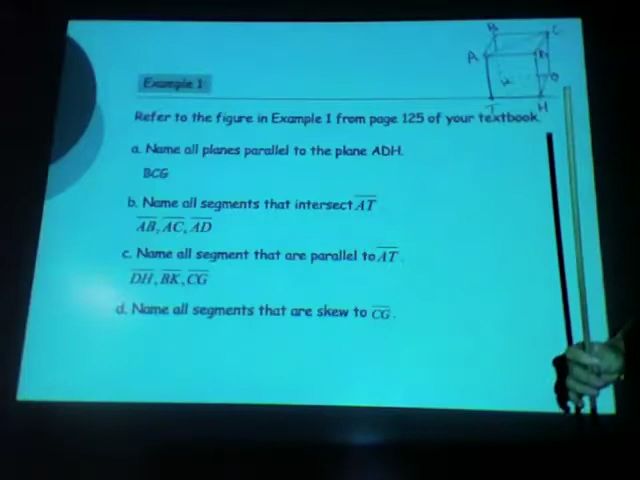 B C
A D
K G
T H
Example 1
Refer to the figure in Example 1 from page 125 of your textbook.
a. Name all planes parallel to the plane ADH.
BCG
b. Name all segments that intersect AT
AB, AC, AD
c. Name all segment that are parallel to AT.
DH, BK, CG
d. Name all segments that are skew to CG.